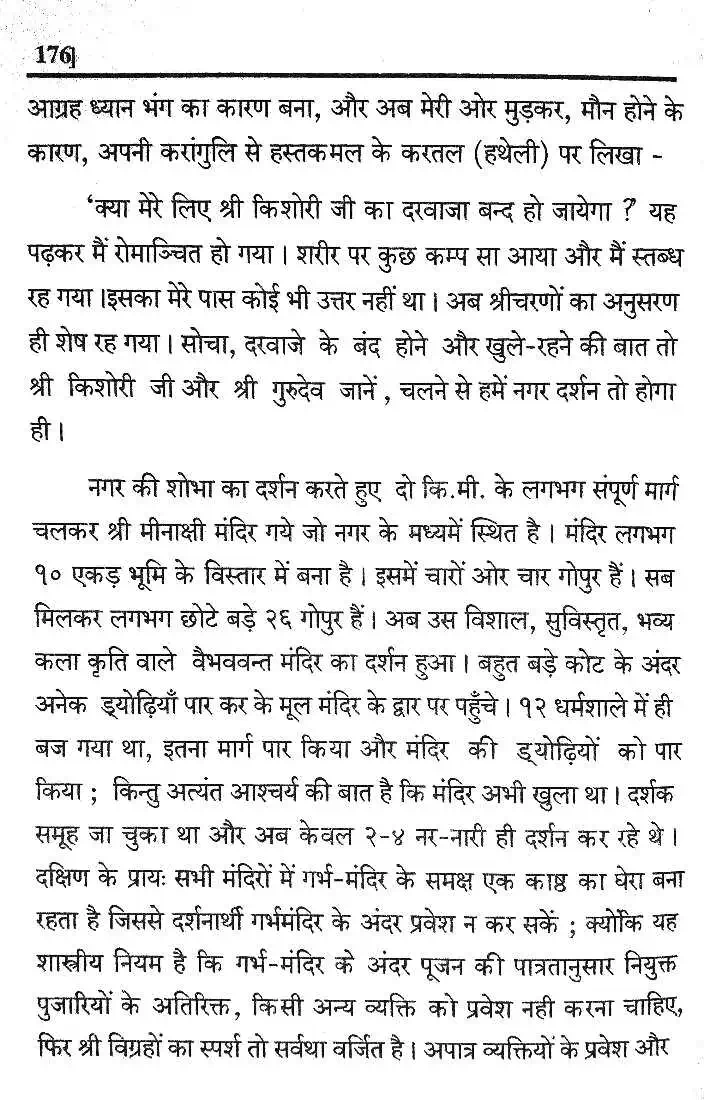 176]
आग्रह ध्यान भंग का कारण बना, और अब मेरी ओर मुड़कर, मौन होने के
कारण, अपनी करांगुलि से हस्तकमल के करतल (हथेली) पर लिखा -
‘क्या मेरे लिए श्री किशोरी जी का दरवाजा बन्द हो जायेगा ?’ यह
पढ़कर मैं रोमाञ्चित हो गया। शरीर पर कुछ कम्प सा आया और मैं स्तब्ध
रह गया।इसका मेरे पास कोई भी उत्तर नहीं था। अब श्रीचरणों का अनुसरण
ही शेष रह गया। सोचा, दरवाजे के बंद होने और खुले-रहने की बात तो
श्री किशोरी जी और श्री गुरुदेव जानें , चलने से हमें नगर दर्शन तो होगा
ही।
नगर की शोभा का दर्शन करते हुए दो कि.मी. के लगभग संपूर्ण मार्ग
चलकर श्री मीनाक्षी मंदिर गये जो नगर के मध्यमें स्थित है। मंदिर लगभग
१० एकड़ भूमि के विस्तार में बना है। इसमें चारों ओर चार गोपुर हैं। सब
मिलकर लगभग छोटे बड़े २६ गोपुर हैं। अब उस विशाल, सुविस्तृत, भव्य
कला कृति वाले वैभववन्त मंदिर का दर्शन हुआ। बहुत बड़े कोट के अंदर
अनेक ड्योढ़ियाँ पार कर के मूल मंदिर के द्वार पर पहुँचे। १२ धर्मशाले में ही
बज गया था, इतना मार्ग पार किया और मंदिर की ड्योढ़ियों को पार
किया ; किन्तु अत्यंत आश्चर्य की बात है कि मंदिर अभी खुला था। दर्शक
समूह जा चुका था और अब केवल २-४ नर-नारी ही दर्शन कर रहे थे।
दक्षिण के प्रायः सभी मंदिरों में गर्भ-मंदिर के समक्ष एक काष्ठ का घेरा बना
रहता है जिससे दर्शनार्थी गर्भमंदिर के अंदर प्रवेश न कर सकें ; क्योंकि यह
शास्त्रीय नियम है कि गर्भ-मंदिर के अंदर पूजन की पात्रतानुसार नियुक्त
पुजारियों के अतिरिक्त, किसी अन्य व्यक्ति को प्रवेश नही करना चाहिए,
फिर श्री विग्रहों का स्पर्श तो सर्वथा वर्जित है। अपात्र व्यक्तियों के प्रवेश और